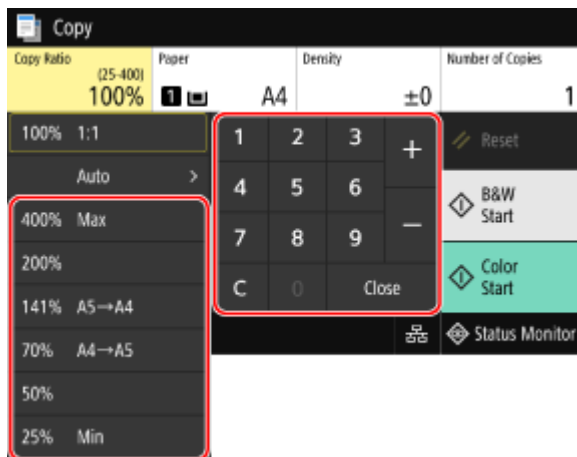 Copy
Copy Ratio
(25-400)
100%
Paper
1 A4
Density
±0
Number of Copies
1
100% 1:1
Auto >
400% Max
200%
141% A5→A4
70% A4→A5
50%
25% Min
1 2 3 +
4 5 6
7 8 9 −
C 0 Close
Reset
B&W
Start
Color
Start
Status Monitor